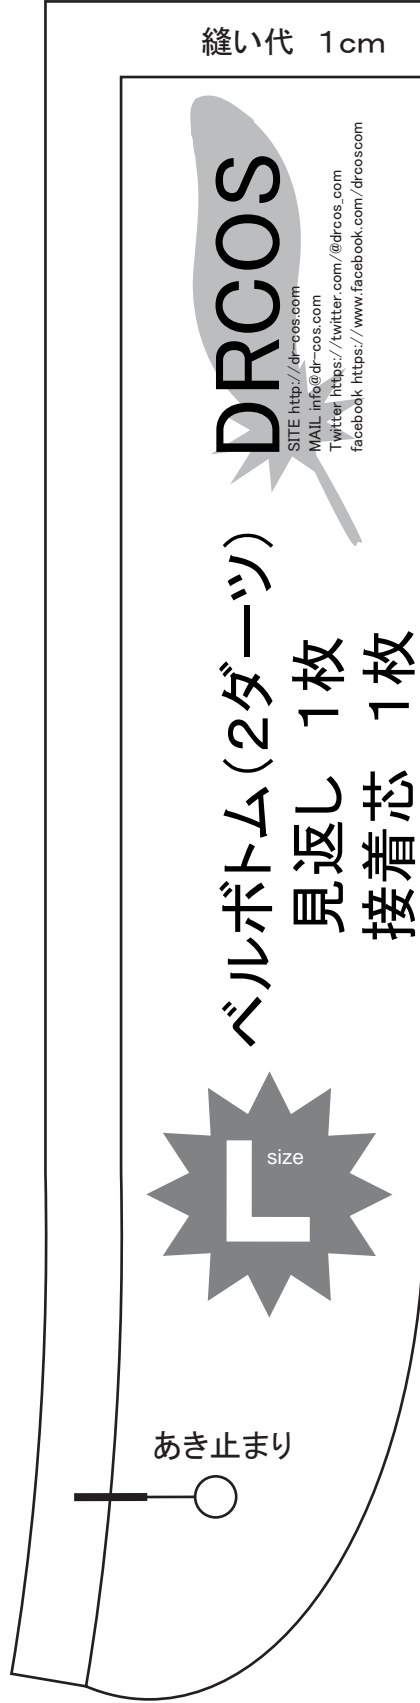 縫い代 1cm
DRCOS
SITE http://dr-cos.com
MAIL info@dr-cos.com
Twitter https://twitter.com/@drcos_com
facebook https://www.facebook.com/drcoscom
ベルボトム(2ダーツ)
見返し 1枚
接着芯 1枚
L size
あき止まり